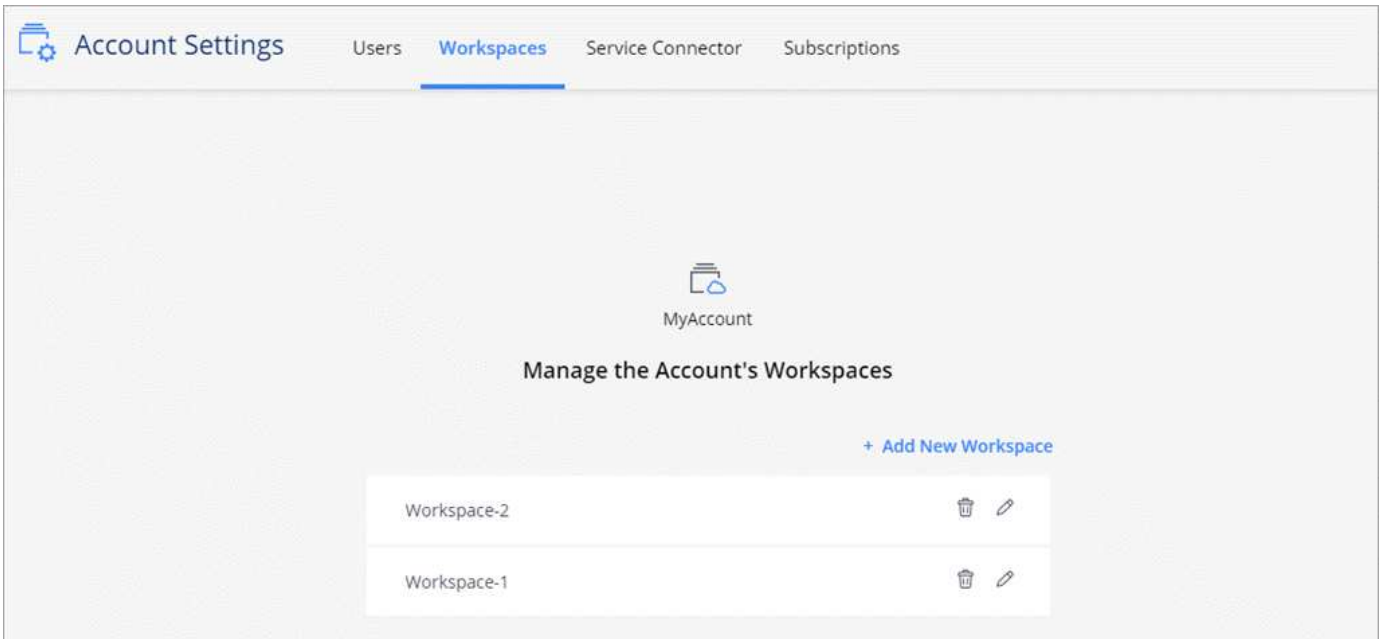 Account Settings Users Workspaces Service Connector Subscriptions
MyAccount
Manage the Account's Workspaces
+ Add New Workspace
Workspace-2
Workspace-1